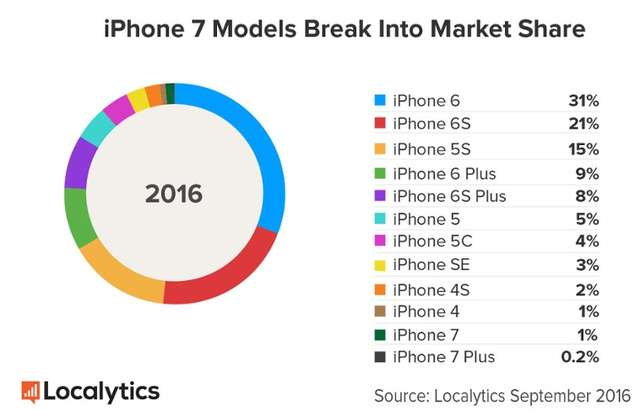 iPhone 7 Models Break Into Market Share
2016
iPhone 6 31%
iPhone 6S 21%
iPhone 5S 15%
iPhone 6 Plus 9%
iPhone 6S Plus 8%
iPhone 5 5%
iPhone 5C 4%
iPhone SE 3%
iPhone 4S 2%
iPhone 4 1%
iPhone 7 1%
iPhone 7 Plus 0.2%
Localytics
Source: Localytics September 2016